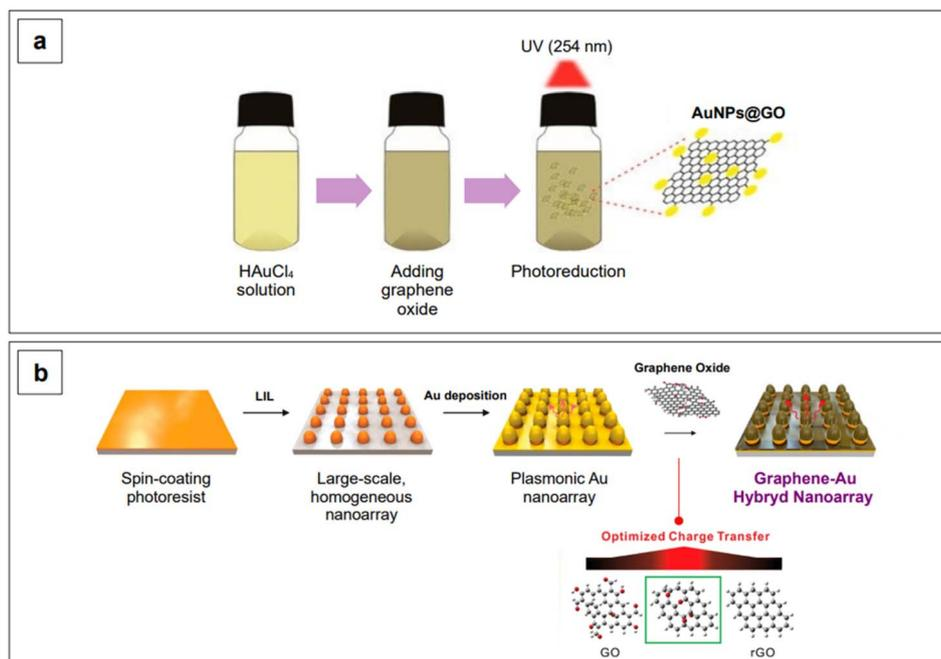 a
UV (254 nm)
AuNPs@GO
HAuCl₄
solution
Adding
graphene
oxide
Photoreduction
b
Graphene Oxide
LIL
Au deposition
Spin-coating
photoresist
Large-scale,
homogeneous
nanoarray
Plasmonic Au
nanoarray
Graphene-Au
Hybryd Nanoarray
Optimized Charge Transfer
GO
rGO